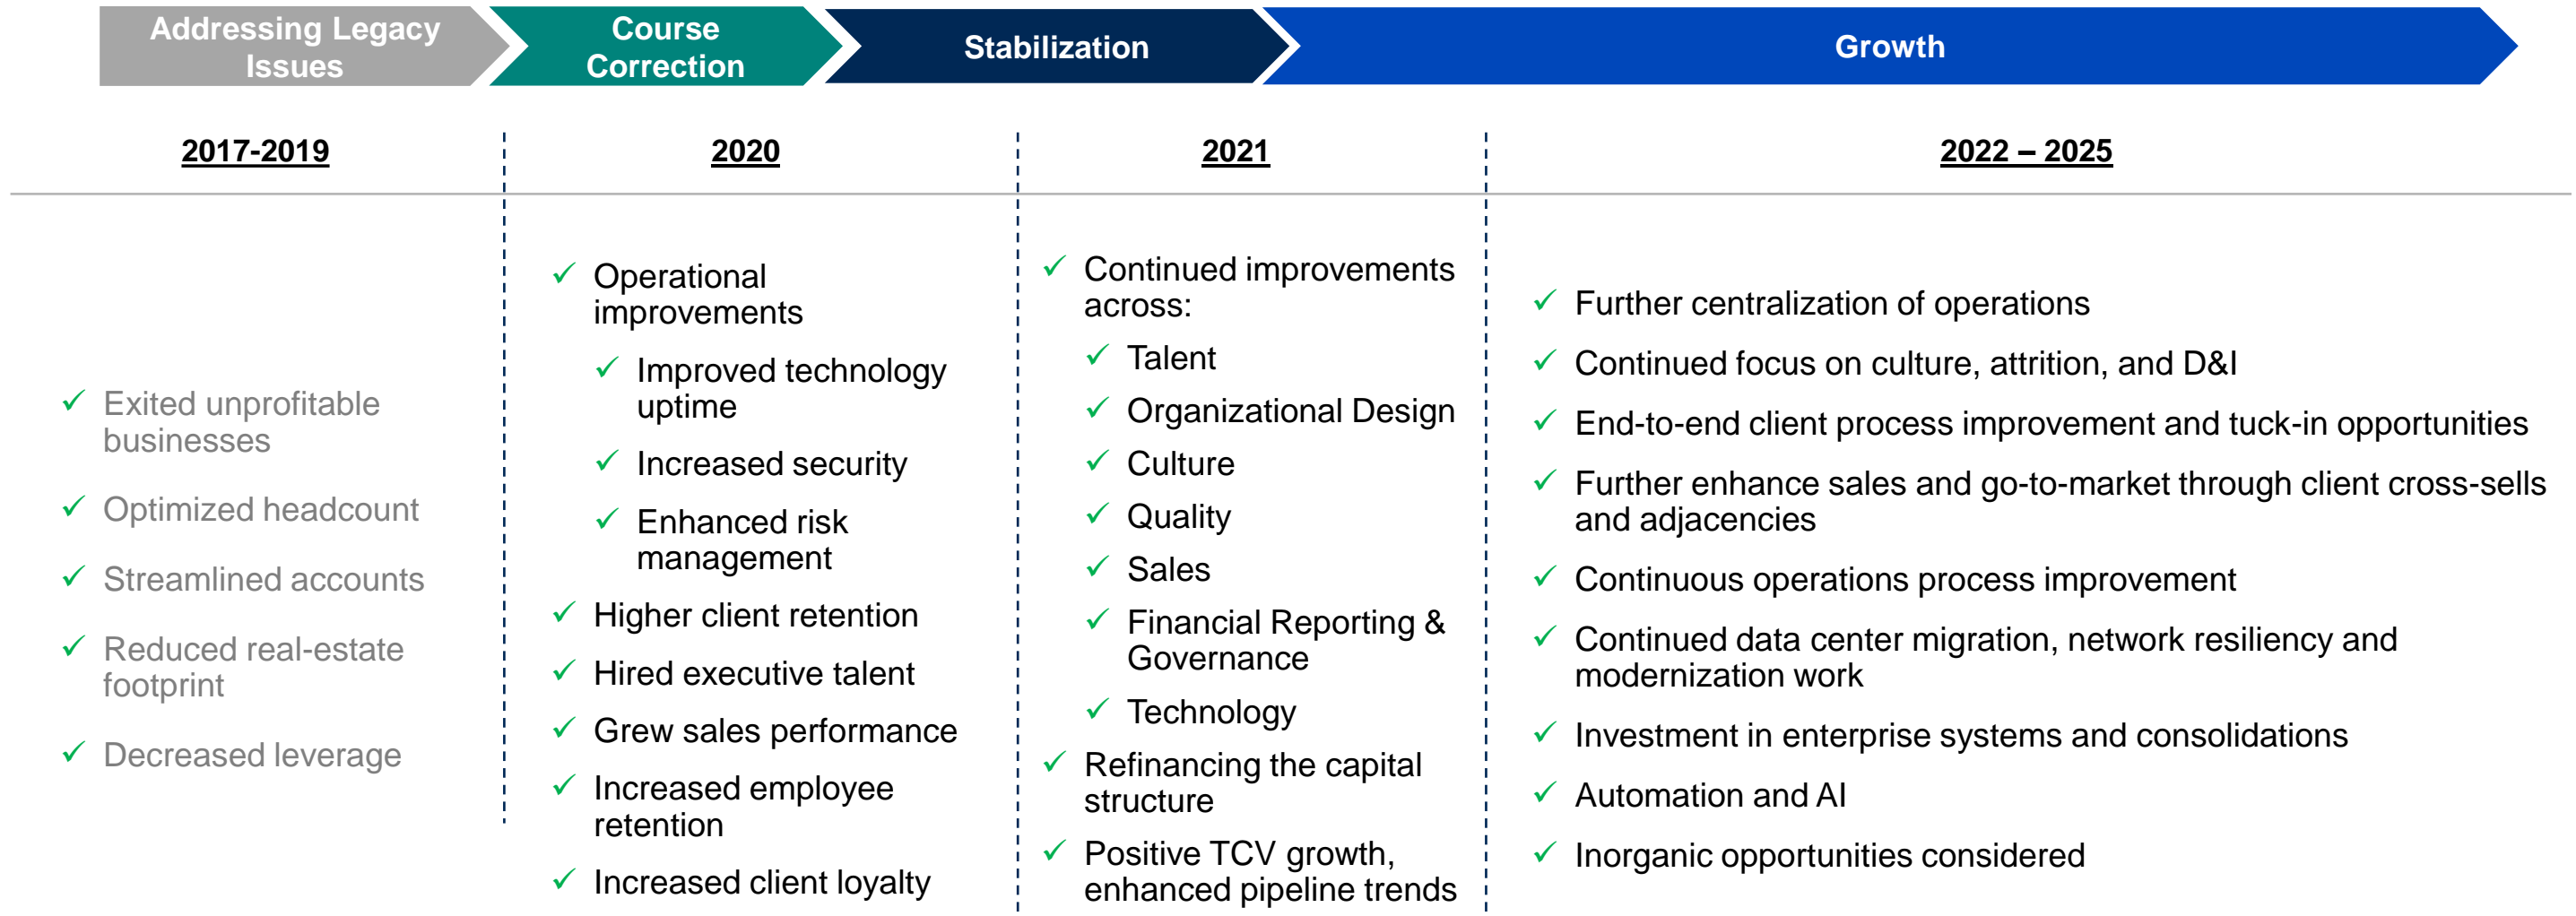 Addressing Legacy
Issues
Course
Correction
Stabilization
Growth
2017-2019
2020
2021
2022 – 2025
Exited unprofitable
businesses
Optimized headcount
Streamlined accounts
Reduced real-estate
footprint
Decreased leverage
Operational
improvements
Improved technology
uptime
Increased security
Enhanced risk
management
Higher client retention
Hired executive talent
Grew sales performance
Increased employee
retention
Increased client loyalty
Continued improvements
across:
Talent
Organizational Design
Culture
Quality
Sales
Financial Reporting &
Governance
Technology
Refinancing the capital
structure
Positive TCV growth,
enhanced pipeline trends
Further centralization of operations
Continued focus on culture, attrition, and D&I
End-to-end client process improvement and tuck-in opportunities
Further enhance sales and go-to-market through client cross-sells
and adjacencies
Continuous operations process improvement
Continued data center migration, network resiliency and
modernization work
Investment in enterprise systems and consolidations
Automation and AI
Inorganic opportunities considered